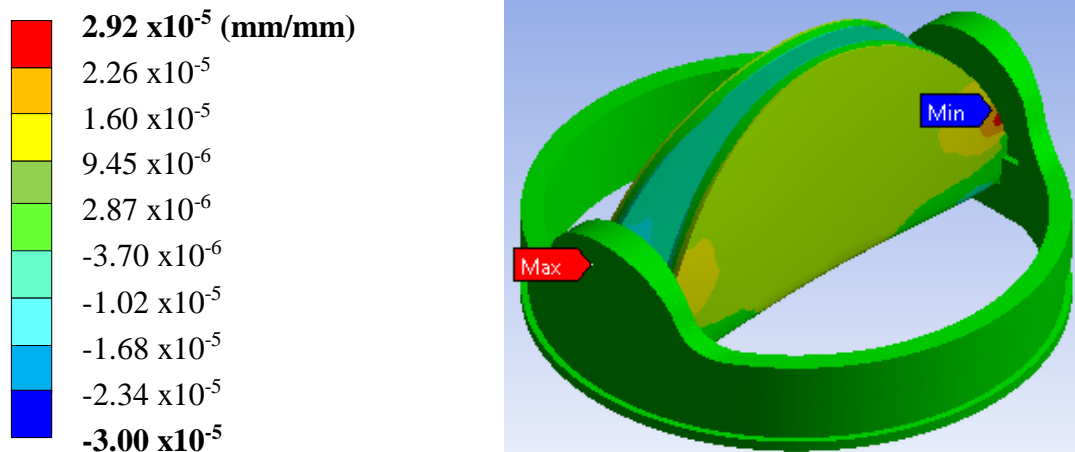 2.92 x10⁻⁵ (mm/mm)
2.26 x10⁻⁵
1.60 x10⁻⁵
9.45 x10⁻⁶
2.87 x10⁻⁶
-3.70 x10⁻⁶
-1.02 x10⁻⁵
-1.68 x10⁻⁵
-2.34 x10⁻⁵
-3.00 x10⁻⁵
Min
Max